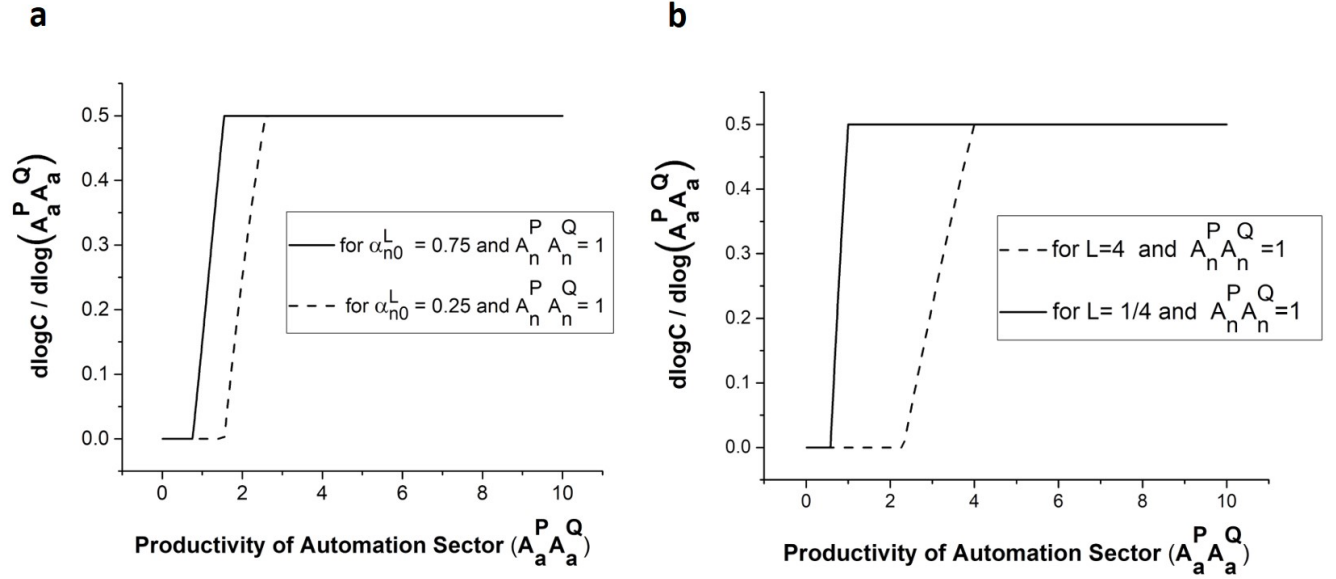 a
dlogC / dlog(A_a^P A_a^Q)
0.5
0.4
0.3
0.2
0.1
0.0
for α_{n0}^L = 0.75 and A_n^P A_n^Q = 1
for α_{n0}^L = 0.25 and A_n^P A_n^Q = 1
0 2 4 6 8 10
Productivity of Automation Sector (A_a^P A_a^Q)
b
dlogC / dlog(A_a^P A_a^Q)
0.5
0.4
0.3
0.2
0.1
0.0
for L=4 and A_n^P A_n^Q =1
for L= 1/4 and A_n^P A_n^Q =1
0 2 4 6 8 10
Productivity of Automation Sector (A_a^P A_a^Q)